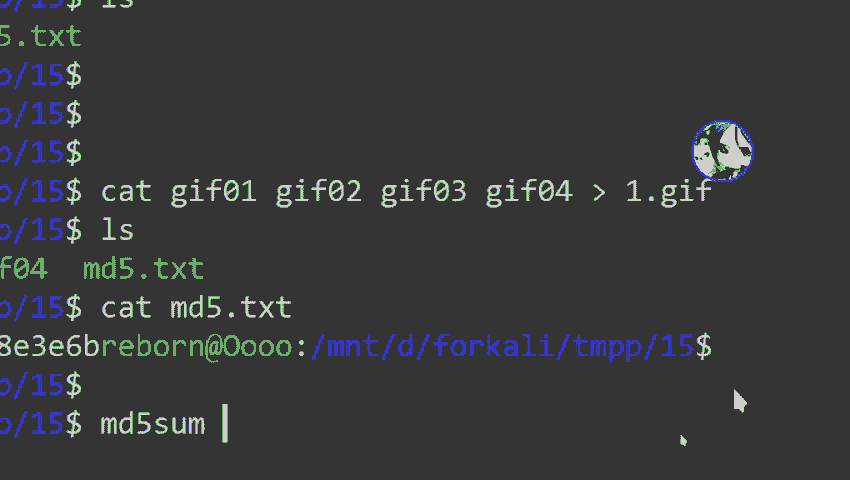 o/15$ ls
5.txt
o/15$
o/15$
o/15$
o/15$ cat gif01 gif02 gif03 gif04 > 1.gif
o/15$ ls
f04 md5.txt
o/15$ cat md5.txt
8e3e6breborn@Oooo:/mnt/d/forkali/tmpp/15$
o/15$
o/15$ md5sum